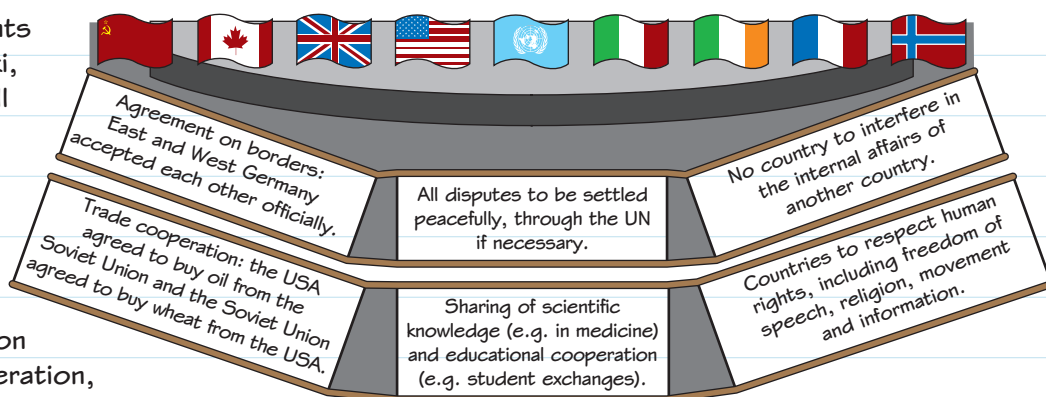 nts
ki,
ll
on
eration,
Agreement on borders:
East and West Germany
accepted each other officially.
All disputes to be settled
peacefully, through the UN
if necessary.
No country to interfere in
the internal affairs of
another country.
Trade cooperation: the USA
agreed to buy oil from the
Soviet Union and the Soviet Union
agreed to buy wheat from the USA.
Sharing of scientific
knowledge (e.g. in medicine)
and educational cooperation
(e.g. student exchanges).
Countries to respect human
rights, including freedom of
speech, religion, movement
and information.